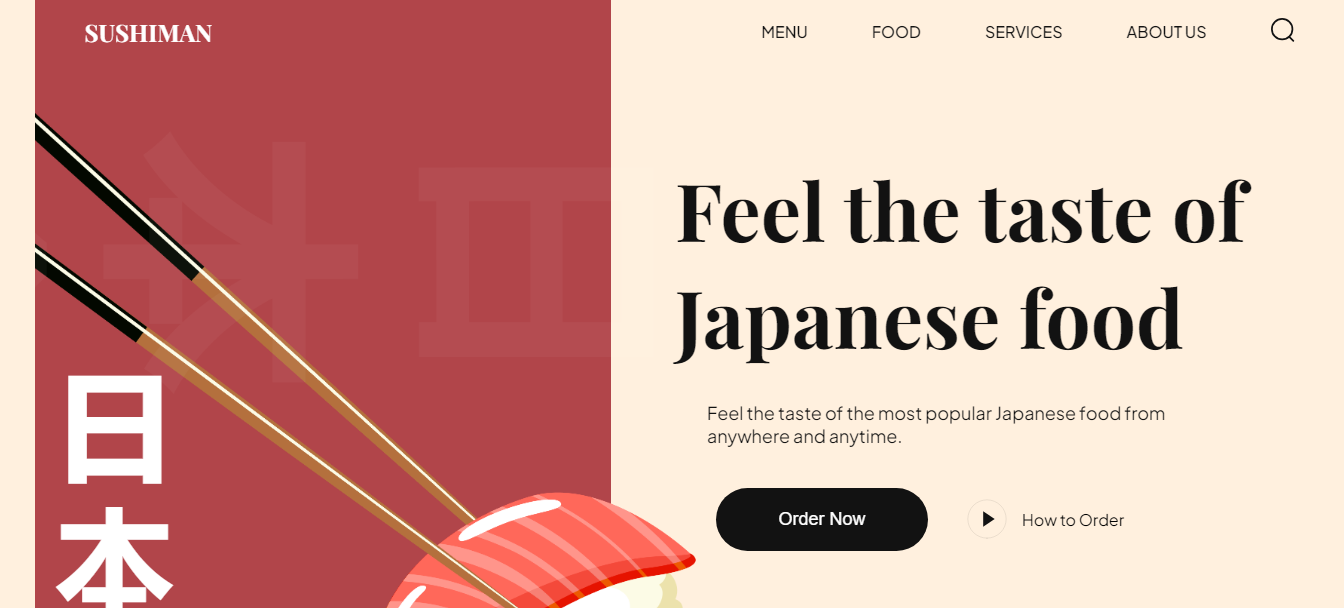 SUSHIMAN
MENU FOOD SERVICES ABOUT US
Feel the taste of
Japanese food
Feel the taste of the most popular Japanese food from
anywhere and anytime.
Order Now
How to Order
日
本